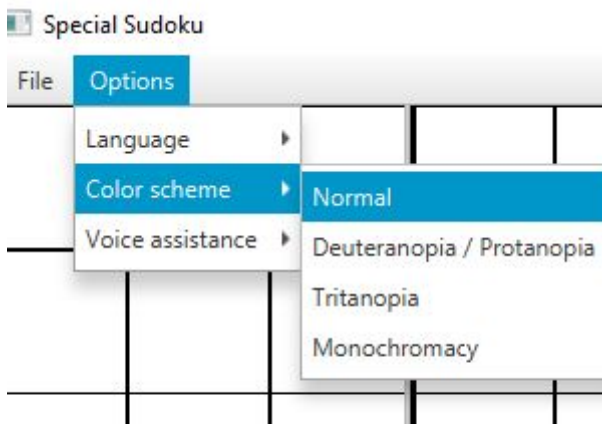 Special Sudoku
File Options
Language
Color scheme
Voice assistance
Normal
Deuteranopia / Protanopia
Tritanopia
Monochromacy